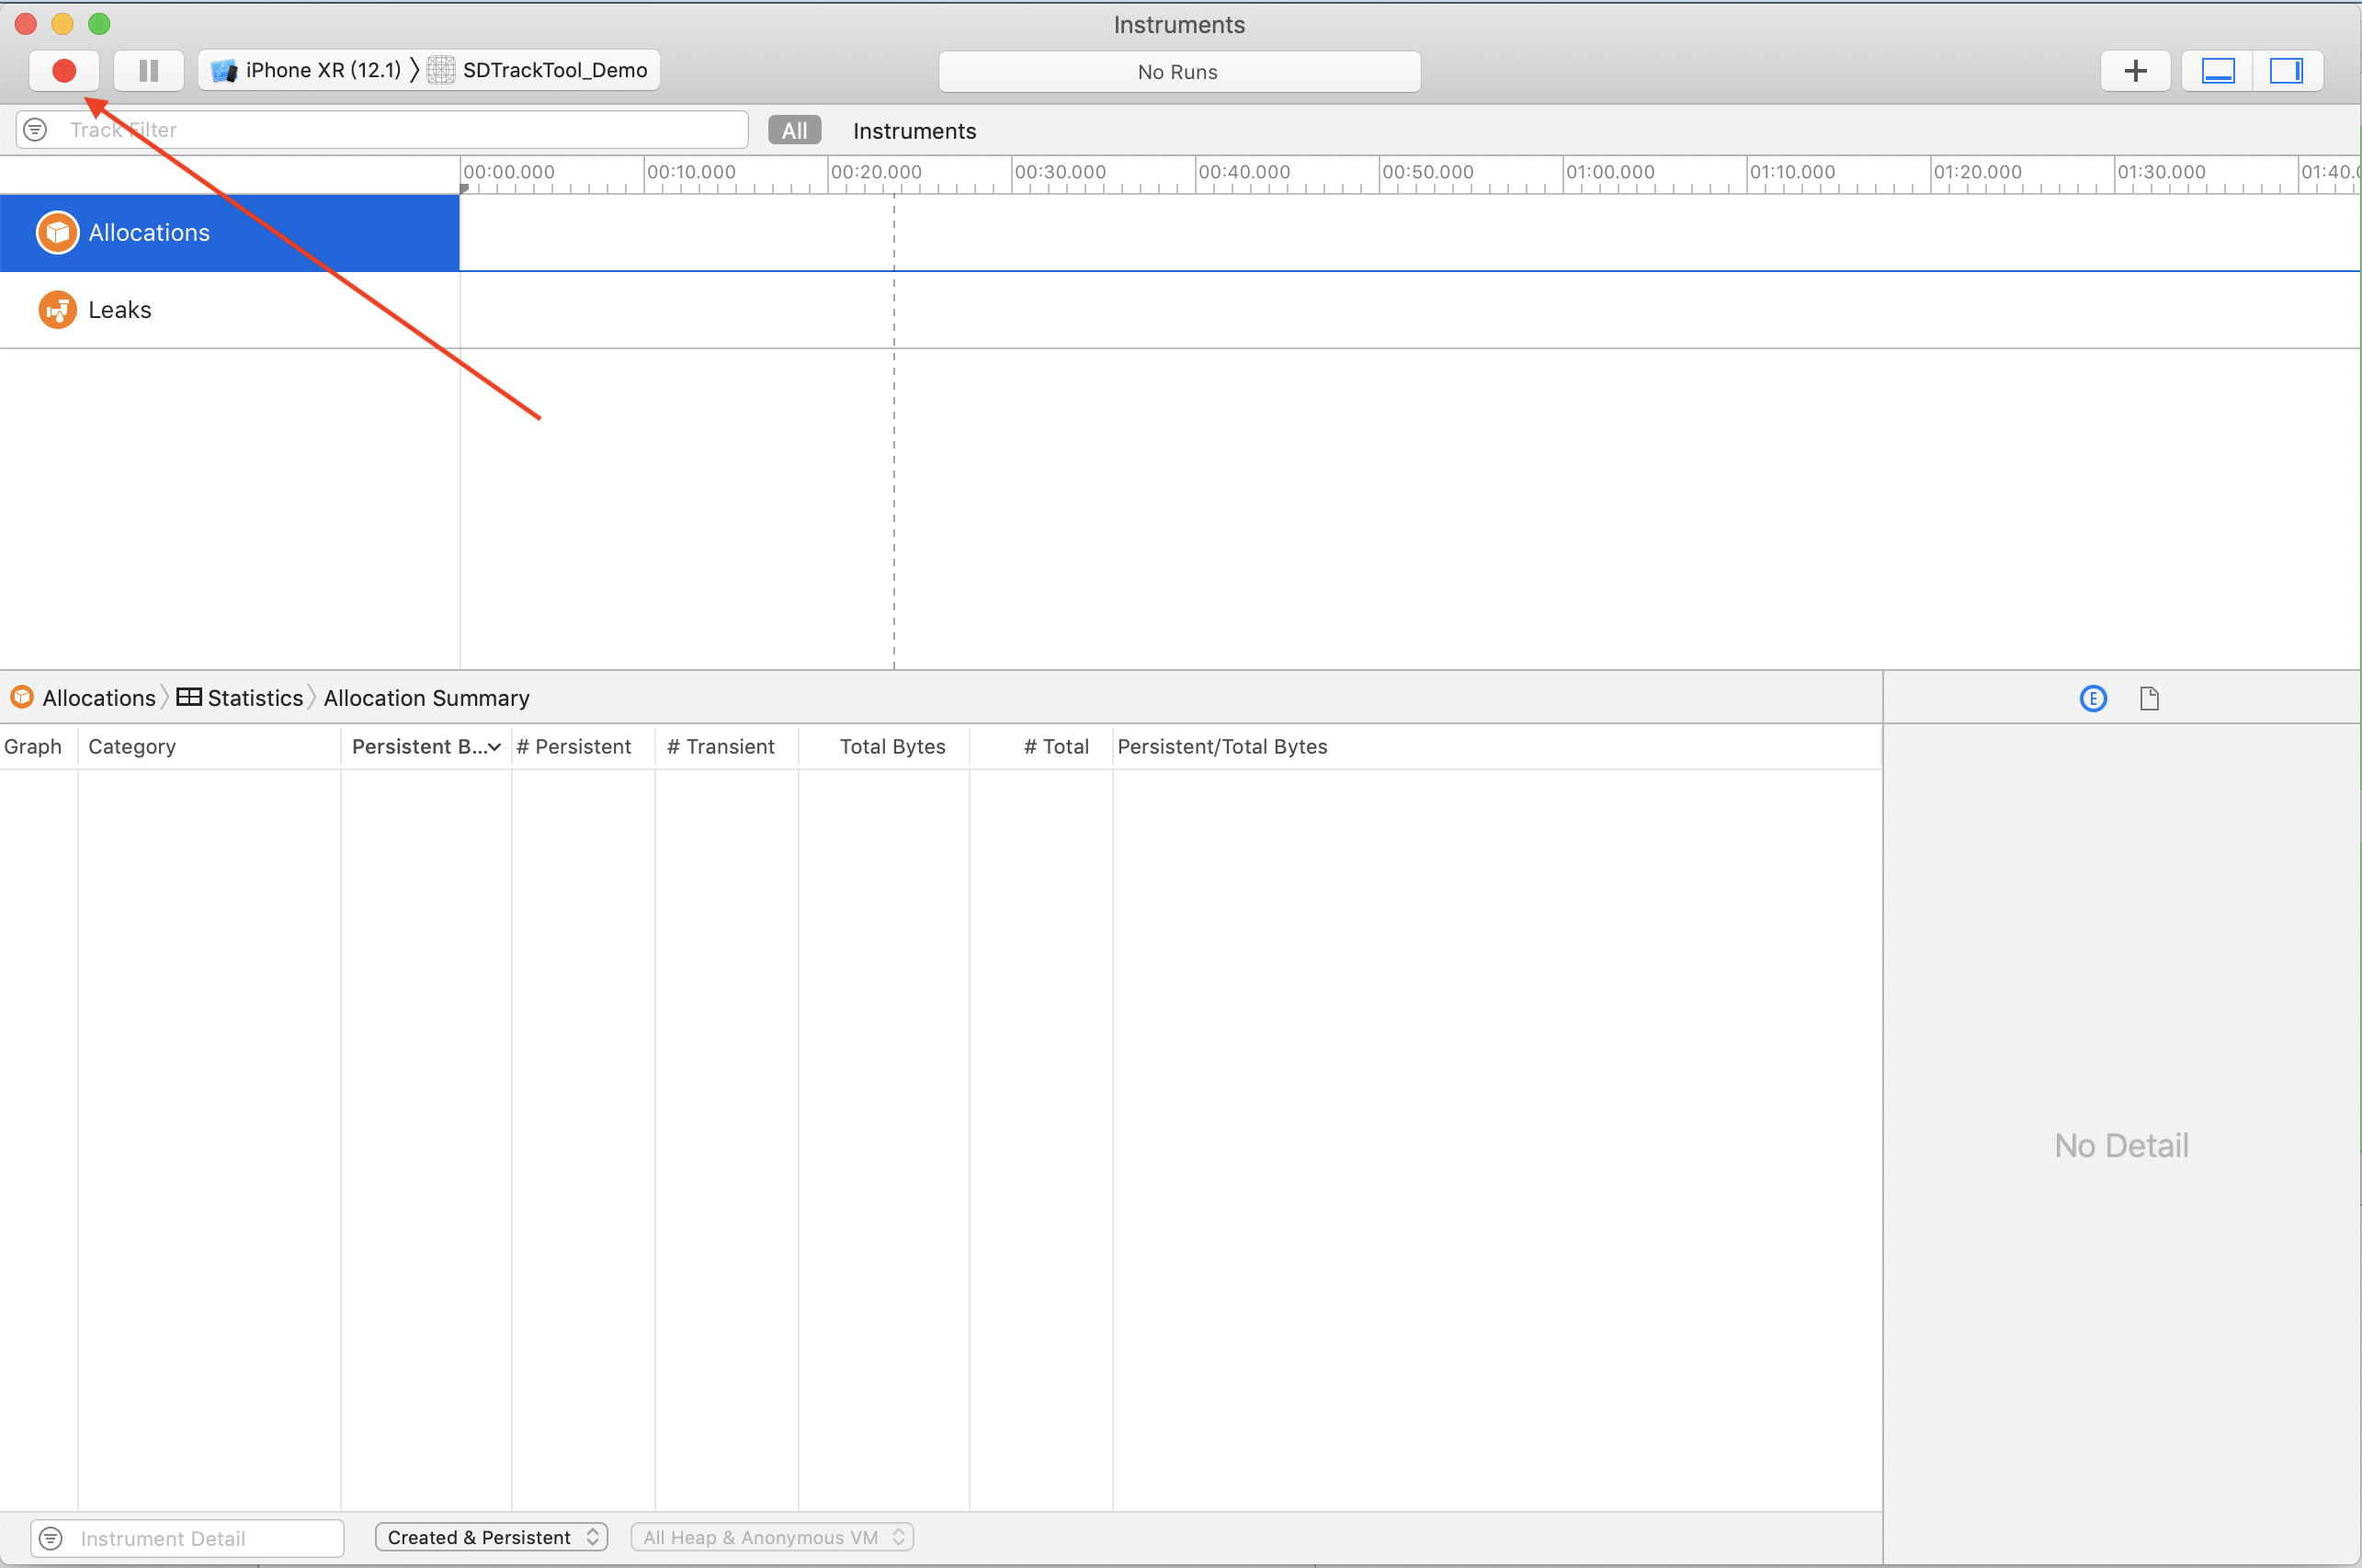 Instruments
iPhone XR (12.1) SDTrackTool_Demo
No Runs
Track Filter
All Instruments
00:00.000 00:10.000 00:20.000 00:30.000 00:40.000 00:50.000 01:00.000 01:10.000 01:20.000 01:30.000 01:40.0
Allocations
Leaks
Allocations Statistics Allocation Summary
E
Graph Category Persistent B... # Persistent # Transient Total Bytes # Total Persistent/Total Bytes
No Detail
Instrument Detail Created & Persistent All Heap & Anonymous VM